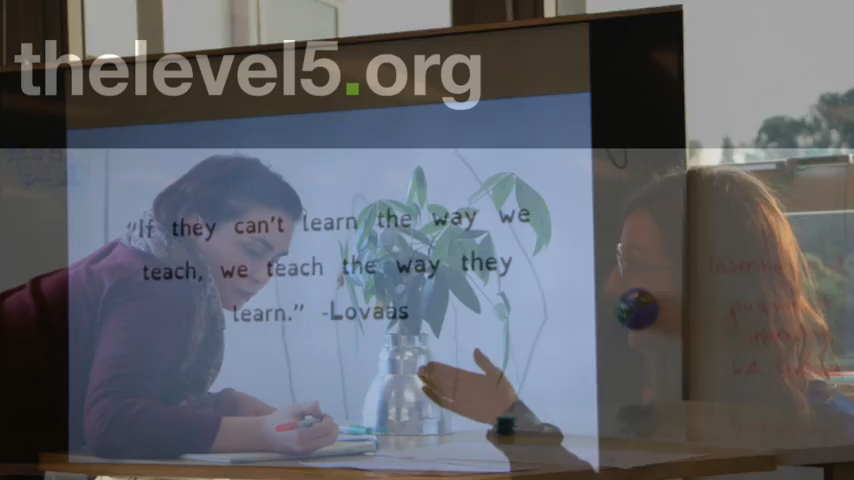 thelevel5.org
“If they can't learn the way we
teach, we teach the way they
learn.” -Lovaas